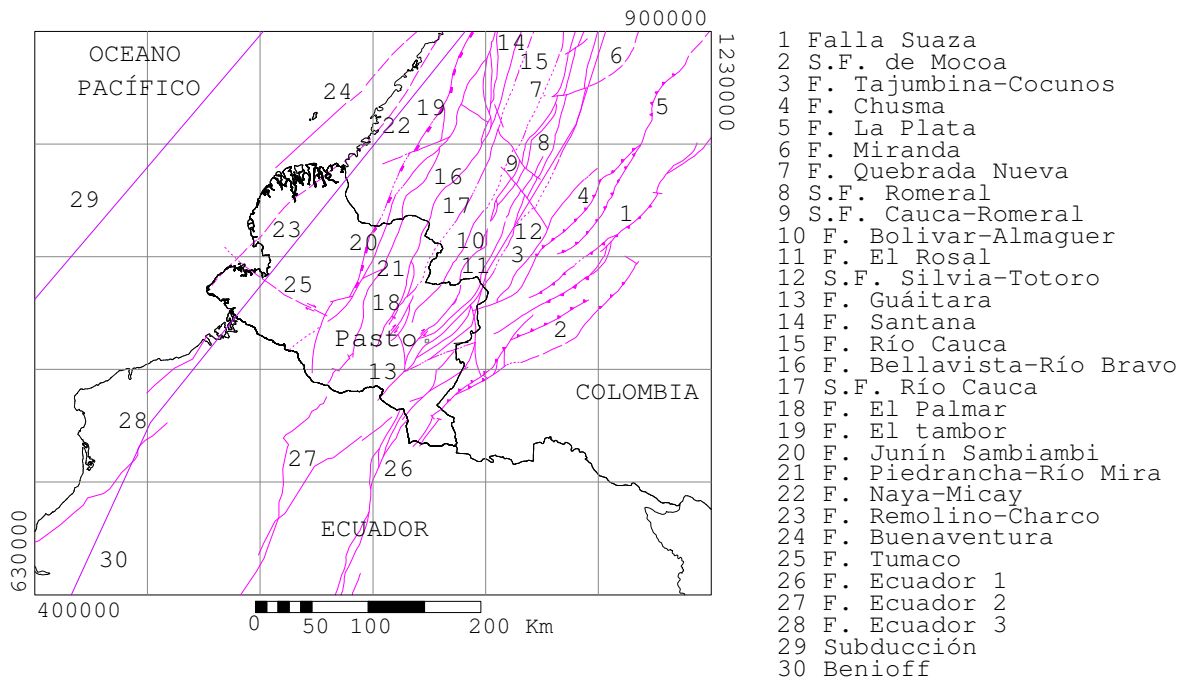 900000
OCEANO
PACÍFICO
1230000
14
6
15
24
7
5
19
22
8
9
16
4
29
17
1
23
12
20
10
3
21
11
25
18
2
Pasto
13
COLOMBIA
28
27
26
ECUADOR
630000
30
400000
0 50 100 200 Km
1 Falla Suaza
2 S.F. de Mocoa
3 F. Tajumbina-Cocunos
4 F. Chusma
5 F. La Plata
6 F. Miranda
7 F. Quebrada Nueva
8 S.F. Romeral
9 S.F. Cauca-Romeral
10 F. Bolivar-Almaguer
11 F. El Rosal
12 S.F. Silvia-Totoro
13 F. Guáitara
14 F. Santana
15 F. Río Cauca
16 F. Bellavista-Río Bravo
17 S.F. Río Cauca
18 F. El Palmar
19 F. El tambor
20 F. Junín Sambiambi
21 F. Piedrancha-Río Mira
22 F. Naya-Micay
23 F. Remolino-Charco
24 F. Buenaventura
25 F. Tumaco
26 F. Ecuador 1
27 F. Ecuador 2
28 F. Ecuador 3
29 Subducción
30 Benioff